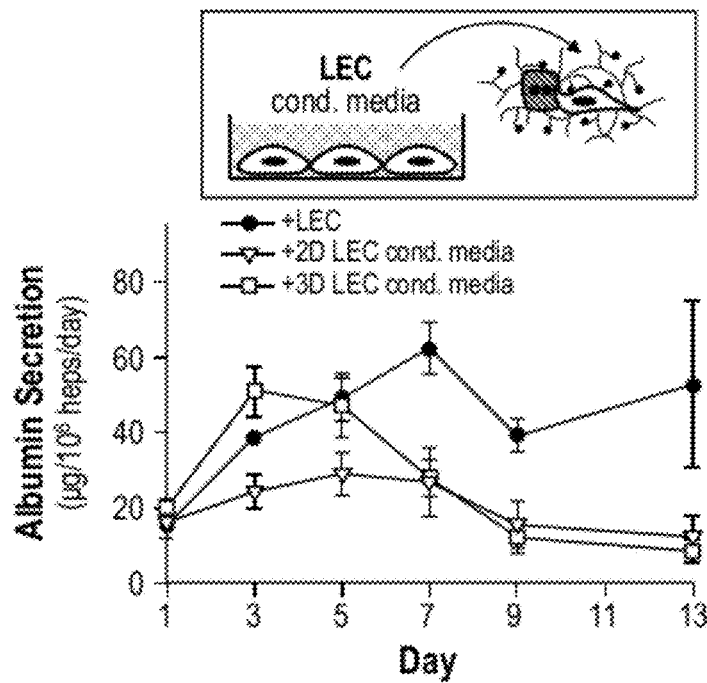 LEC
cond. media
+LEC
+2D LEC cond. media
+3D LEC cond. media
Albumin Secretion
(µg/10⁶ heps/day)
80
60
40
20
0
1
3
5
7
9
11
13
Day